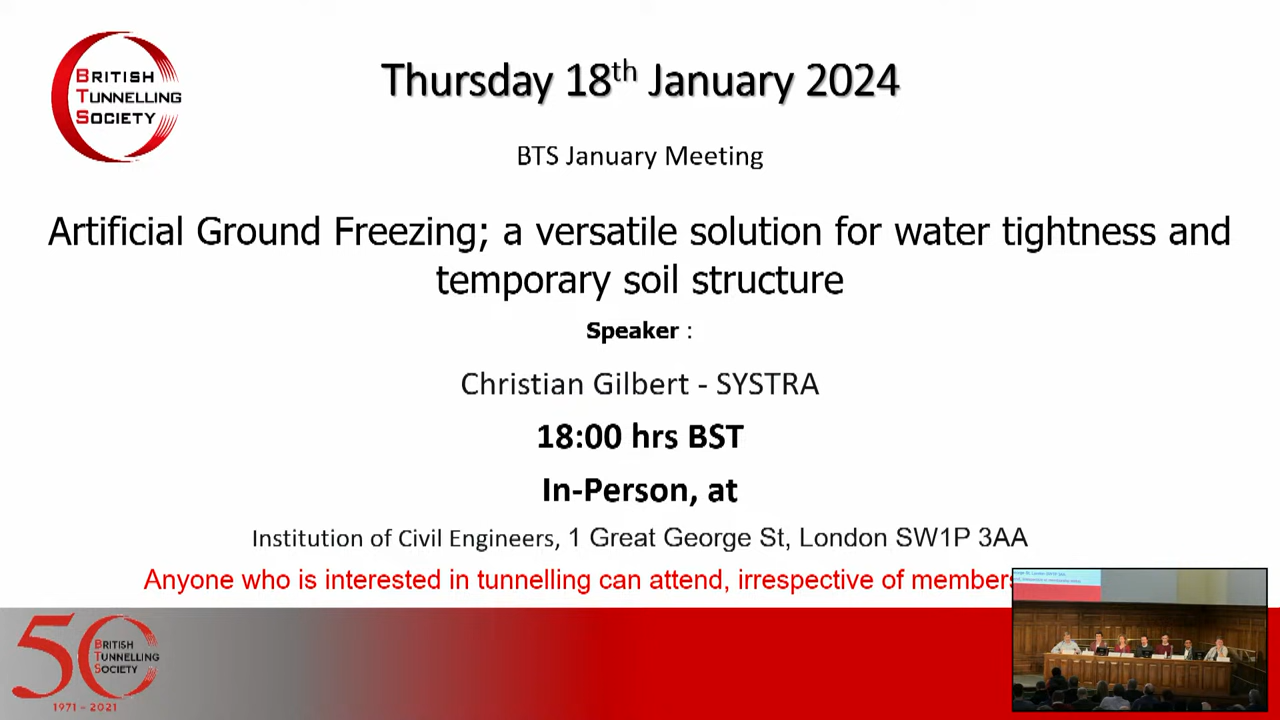 BRITISH
TUNNELLING
SOCIETY
Thursday 18th January 2024
BTS January Meeting
Artificial Ground Freezing; a versatile solution for water tightness and
temporary soil structure
Speaker :
Christian Gilbert - SYSTRA
18:00 hrs BST
In-Person, at
Institution of Civil Engineers, 1 Great George St, London SW1P 3AA
Anyone who is interested in tunnelling can attend, irrespective of members
50
BRITISH
TUNNELLING
SOCIETY
1971 - 2021